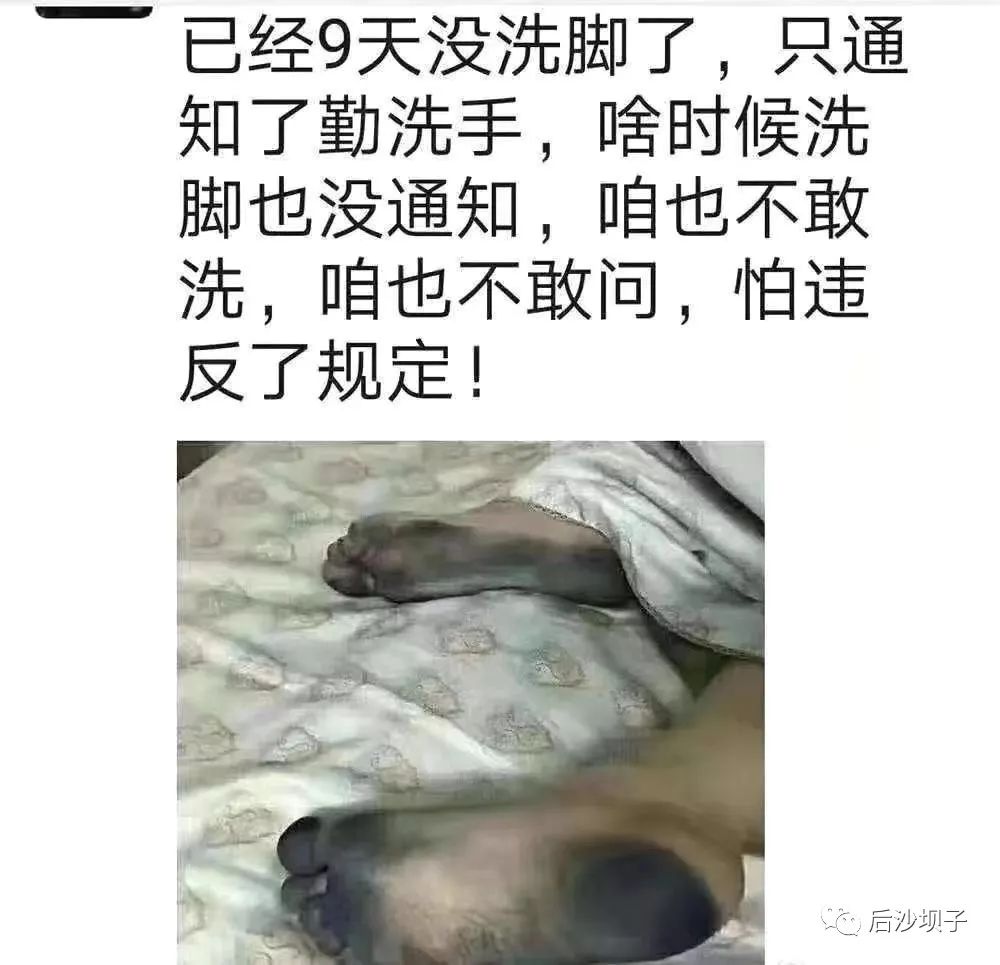 已经9天没洗脚了，只通
知了勤洗手，啥时候洗
脚也没通知，咱也不敢
洗，咱也不敢问，怕违
反了规定！
后沙坝子